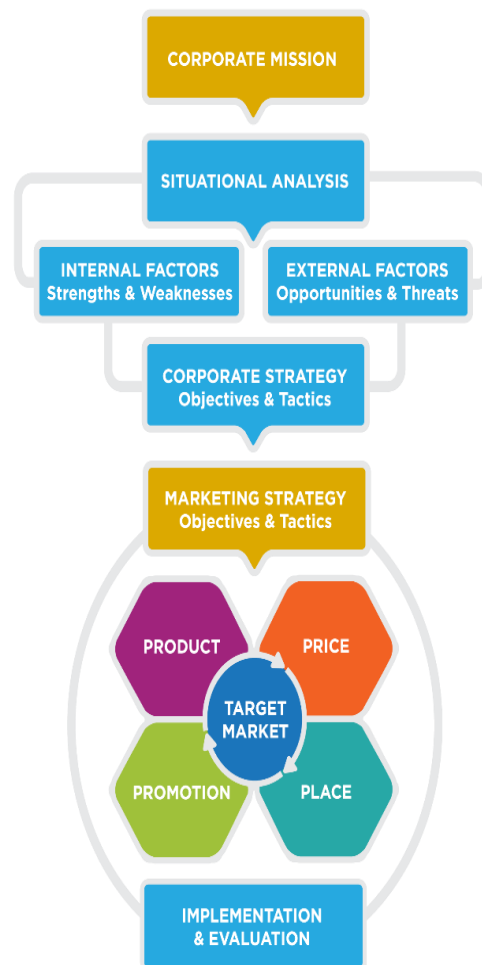 CORPORATE MISSION
SITUATIONAL ANALYSIS
INTERNAL FACTORS
Strengths & Weaknesses
EXTERNAL FACTORS
Opportunities & Threats
CORPORATE STRATEGY
Objectives & Tactics
MARKETING STRATEGY
Objectives & Tactics
PRODUCT
PRICE
TARGET
MARKET
PROMOTION
PLACE
IMPLEMENTATION
& EVALUATION